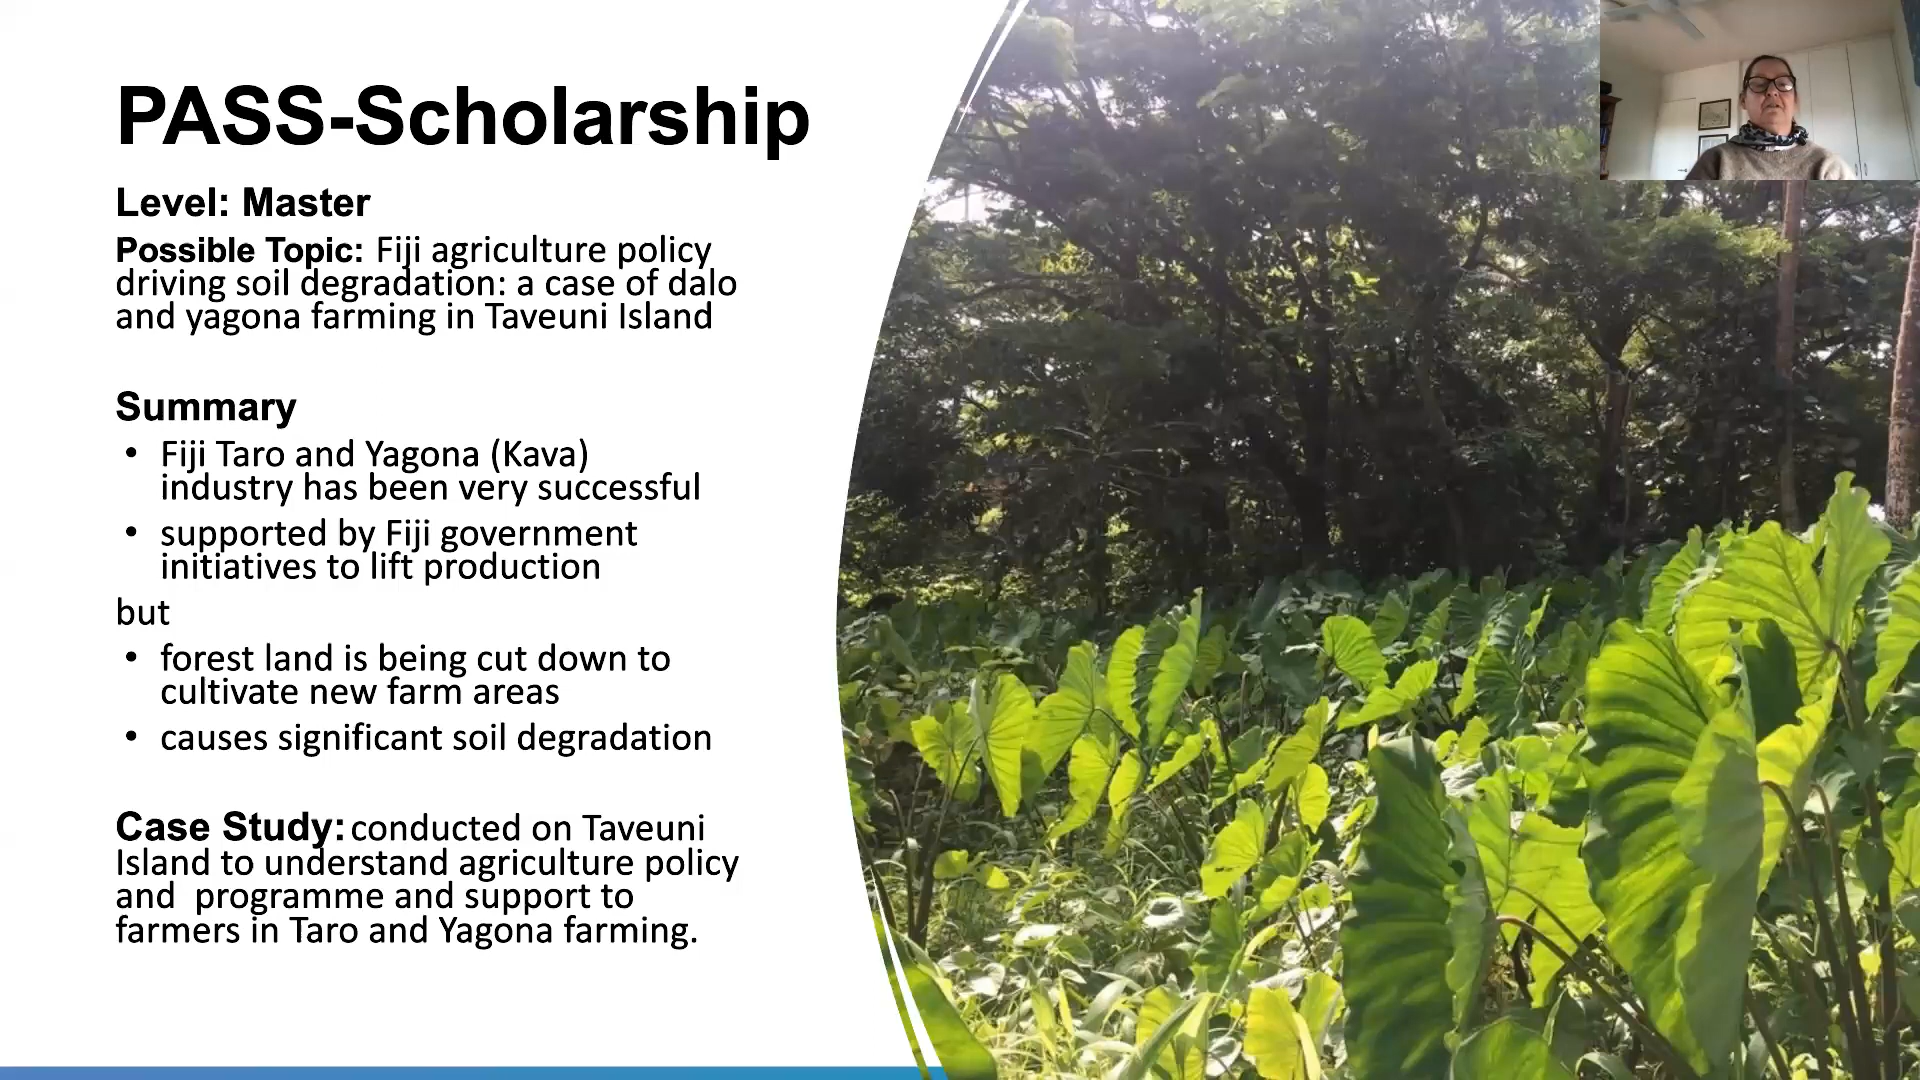 PASS-Scholarship
Level: Master
Possible Topic: Fiji agriculture policy
driving soil degradation: a case of dalo
and yagona farming in Taveuni Island
Summary
• Fiji Taro and Yagona (Kava)
industry has been very successful
• supported by Fiji government
initiatives to lift production
but
• forest land is being cut down to
cultivate new farm areas
• causes significant soil degradation
Case Study: conducted on Taveuni
Island to understand agriculture policy
and  programme and support to
farmers in Taro and Yagona farming.